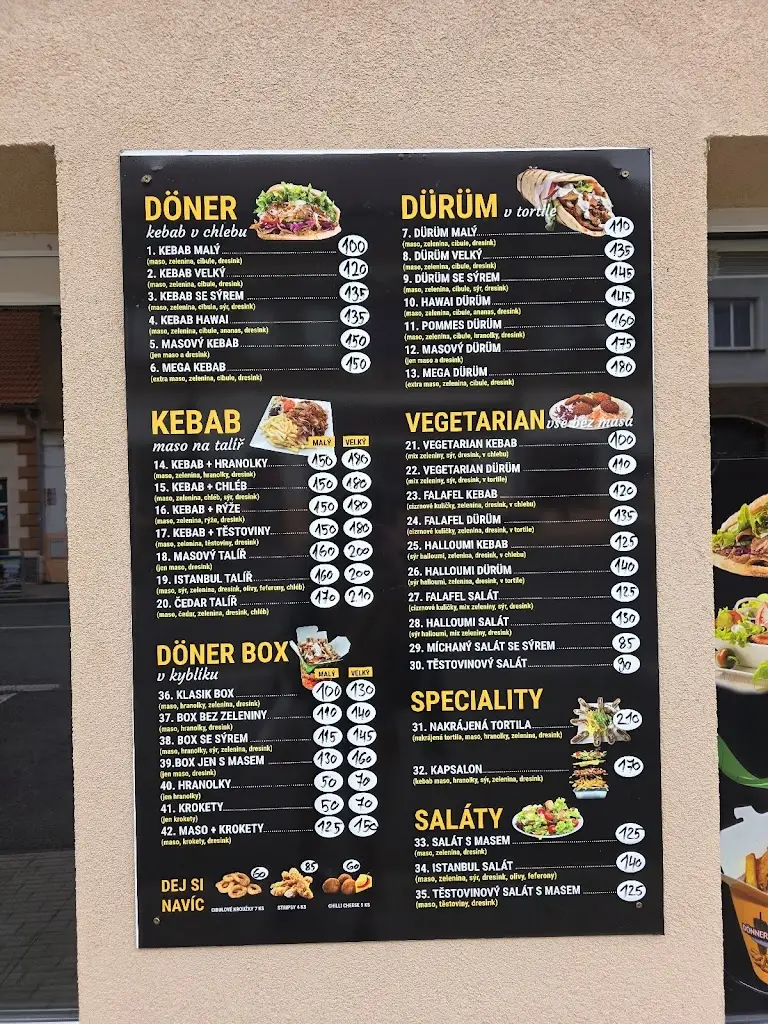 DÖNER
kebab v chlebu
1. KEBAB MALÝ 100
(maso, zelenina, cibule, dresink)
2. KEBAB VELKÝ 120
(maso, zelenina, cibule, dresink)
3. KEBAB SE SÝREM 135
(maso, zelenina, cibule, sýr, dresink)
4. KEBAB HAWAI 135
(maso, zelenina, cibule, ananas, dresink)
5. MASOVÝ KEBAB 150
(jen maso a dresink)
6. MEGA KEBAB 150
(extra maso, zelenina, cibule, dresink)
KEBAB
maso na talíř
MALÝ VELKÝ
14. KEBAB + HRANOLKY 150 180
(maso, zelenina, hranolky, dresink)
15. KEBAB + CHLÉB 150 180
(maso, zelenina, chléb, sýr, dresink)
16. KEBAB + RÝŽE 150 180
(maso, zelenina, rýže, dresink)
17. KEBAB + TĚSTOVINY 150 180
(maso, zelenina, těstoviny, dresink)
18. MASOVÝ TALÍŘ 160 200
(jen maso, dresink)
19. ISTANBUL TALÍŘ 160 200
(maso, sýr, zelenina, dresink, olivy, feferony, chléb)
20. ČEDAR TALÍŘ 170 210
(maso, čedar, zelenina, dresink, chléb)
DÖNER BOX
v kyblíku
MALÝ VELKÝ
36. KLASIK BOX 100 130
(maso, hranolky, zelenina, dresink)
37. BOX BEZ ZELENINY 110 140
(maso, hranolky, dresink)
38. BOX SE SÝREM 115 145
(maso, hranolky, sýr, zelenina, dresink)
39.BOX JEN S MASEM 130 160
(jen maso, dresink)
40. HRANOLKY 50 70
(jen hranolky)
41. KROKETY 50 70
(jen krokety)
42. MASO + KROKETY 125 150
(maso, krokety, dresink)
DEJ SI
NAVÍC
60 85 60
CIBULOVÉ KROUŽKY 7 KS STRIPSY 4 KS CHILLI CHEESE 5 KS
DÜRÜM v tortile
7. DÜRÜM MALÝ 110
(maso, zelenina, cibule, dresink)
8. DÜRÜM VELKÝ 135
(maso, zelenina, cibule, dresink)
9. DÜRÜM SE SÝREM 145
(maso, zelenina, cibule, sýr, dresink)
10. HAWAI DÜRÜM 145
(maso, zelenina, cibule, ananas, dresink)
11. POMMES DÜRÜM 160
(maso, zelenina, cibule, hranolky, dresink)
12. MASOVÝ DÜRÜM 175
(jen maso a dresink)
13. MEGA DÜRÜM 180
(extra maso, zelenina, cibule, dresink)
VEGETARIAN vše bez masa
21. VEGETARIAN KEBAB 100
(mix zeleniny, sýr, dresink, v chlebu)
22. VEGETARIAN DÜRÜM 110
(mix zeleniny, sýr, dresink, v tortile)
23. FALAFEL KEBAB 120
(cizrnové kuličky, zelenina, dresink, v chlebu)
24. FALAFEL DÜRÜM 135
(cizrnové kuličky, zelenina, dresink, v tortile)
25. HALLOUMI KEBAB 125
(sýr halloumi, zelenina, dresink, v chlebu)
26. HALLOUMI DÜRÜM 140
(sýr halloumi, zelenina, dresink, v tortile)
27. FALAFEL SALÁT 125
(cizrnové kuličky, mix zeleniny, sýr, dresink)
28. HALLOUMI SALÁT 130
(sýr halloumi, mix zeleniny, dresink)
29. MÍCHANÝ SALÁT SE SÝREM 85
30. TĚSTOVINOVÝ SALÁT 90
SPECIALITY
31. NAKRÁJENÁ TORTILA 210
(nakrájená tortila, maso, hranolky, zelenina, dresink)
32. KAPSALON 170
(kebab maso, hranolky, sýr, zelenina, dresink)
SALÁTY
33. SALÁT S MASEM 125
(maso, zelenina, dresink)
34. ISTANBUL SALÁT 140
(maso, zelenina, sýr, dresink, olivy, feferony)
35. TĚSTOVINOVÝ SALÁT S MASEM 125
(maso, těstoviny, dresink)